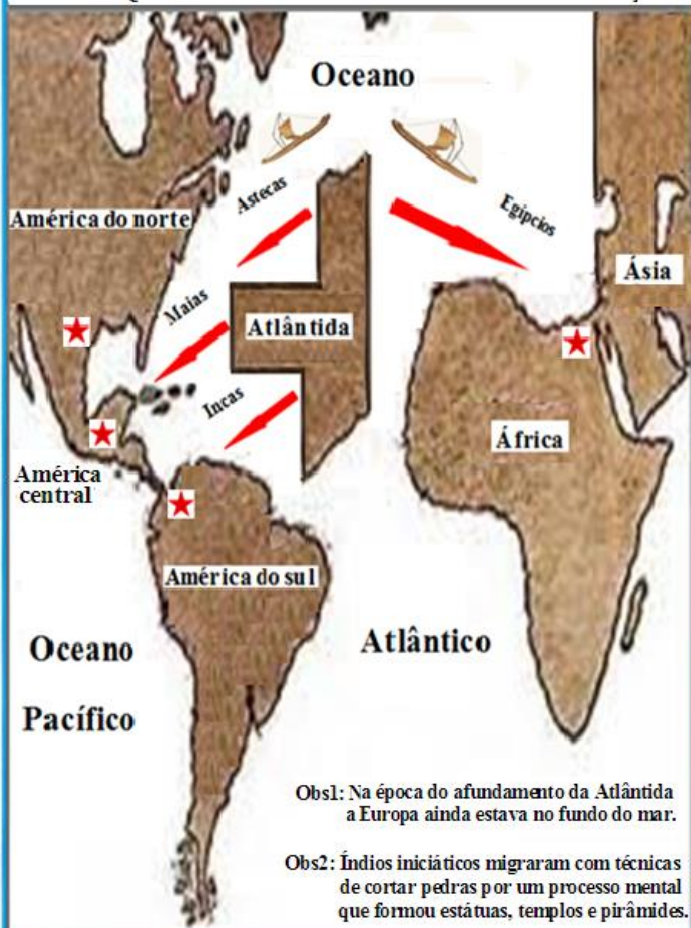 Oceano
Astecas
Egipcios
América do norte
Ásia
Maias
Atlântida
Incas
África
América
central
América do sul
Oceano
Atlântico
Pacífico
Obs1: Na época do afundamento da Atlântida
a Europa ainda estava no fundo do mar.
Obs2: Índios iniciáticos migraram com técnicas
de cortar pedras por um processo mental
que formou estátuas, templos e pirâmides.